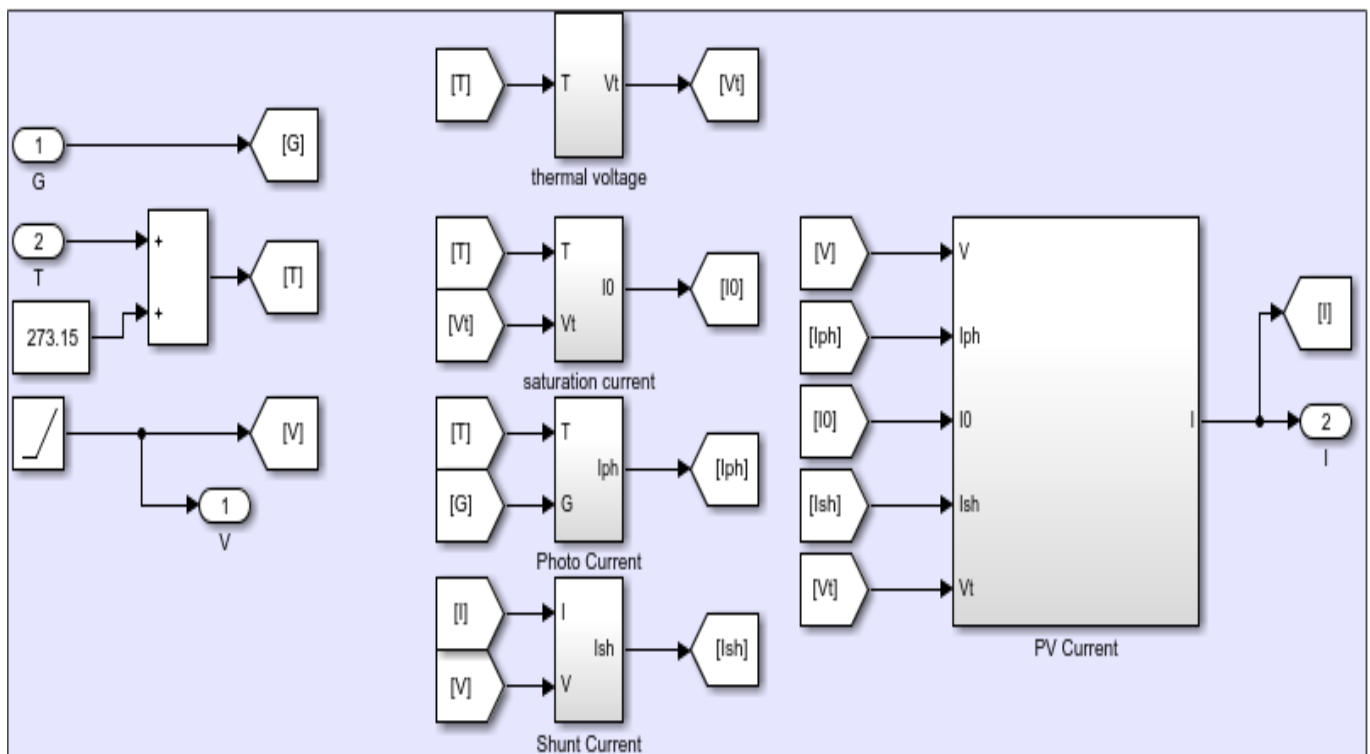 [T]
T
Vt
[Vt]
thermal voltage
1
G
[G]
2
T
+
+
273.15
[T]
[V]
1
V
[T]
[Vt]
T
Vt
I0
[I0]
saturation current
[T]
[G]
T
G
Iph
[Iph]
Photo Current
[I]
[V]
I
V
Ish
[Ish]
Shunt Current
[V]
[Iph]
[I0]
[Ish]
[Vt]
V
Iph
I0
Ish
Vt
I
PV Current
[I]
2
I